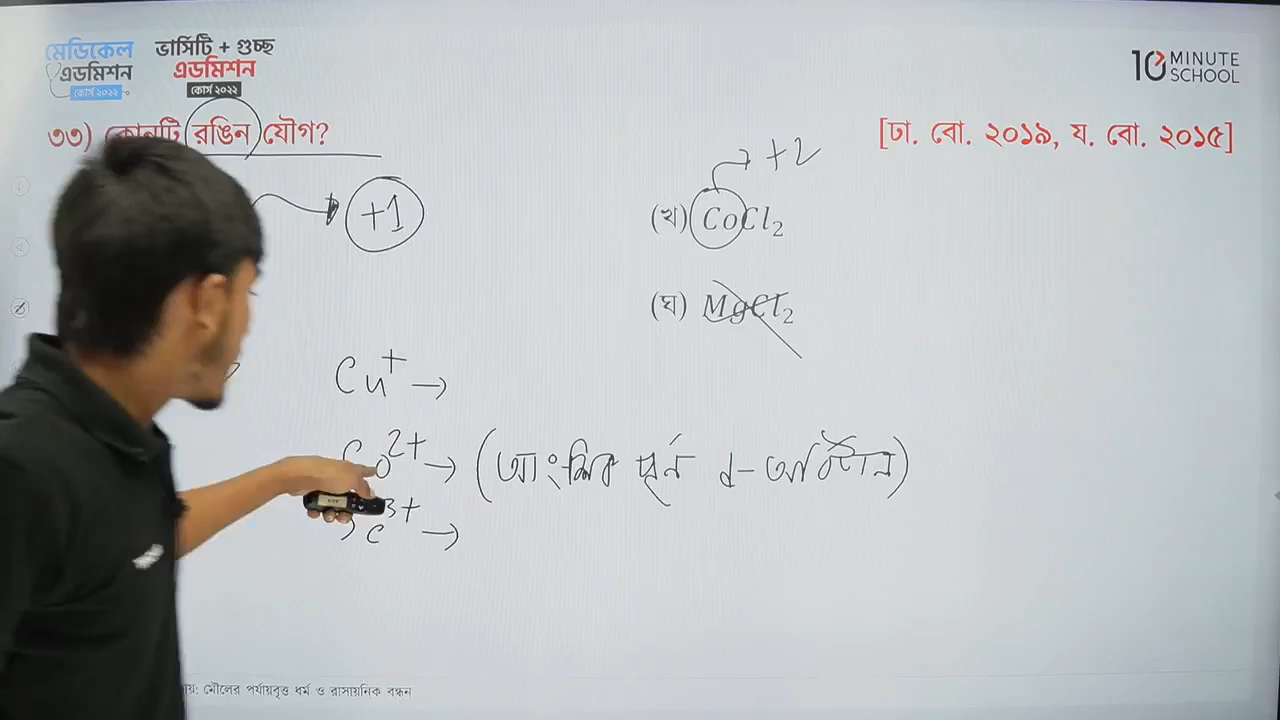 মেডিকেল
এডমিশন
কোর্স ২০২২
ভার্সিটি + গুচ্ছ
এডমিশন
কোর্স ২০২২
10 MINUTE SCHOOL
৩৩) কোনটি রঙিন যৌগ?
[ঢা. বো. ২০১৯, য. বো. ২০১৫]
+1
+2
(খ) CoCl₂
(ঘ) MgCl₂
Cu⁺ →
Co²⁺ → (আংশিক পূর্ন d-অরবিটাল)
Sc³⁺ →
মৌলের পর্যায়বৃত্ত ধর্ম ও রাসায়নিক বন্ধন